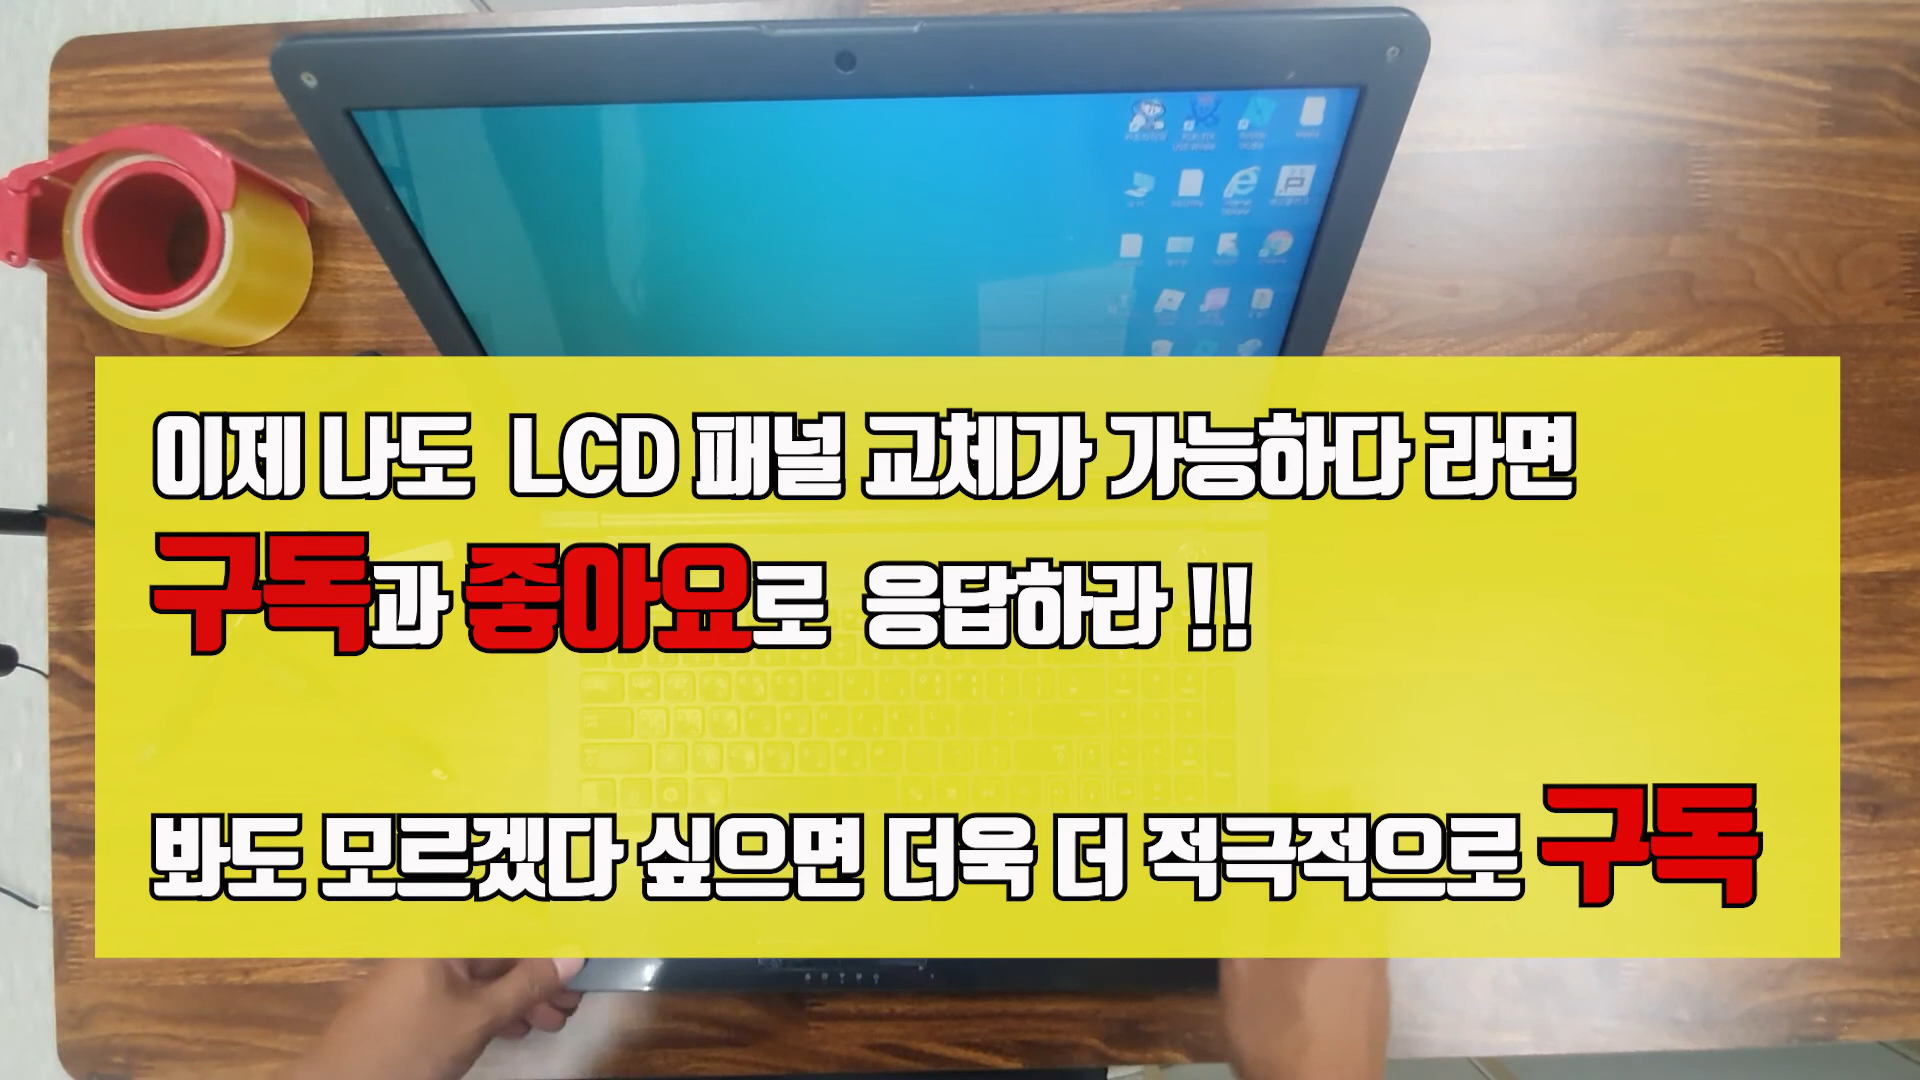 이제 나도 LCD 패널 교체가 가능하다 라면
구독과 좋아요로 응답하라 !!
봐도 모르겠다 싶으면 더욱 더 적극적으로 구독